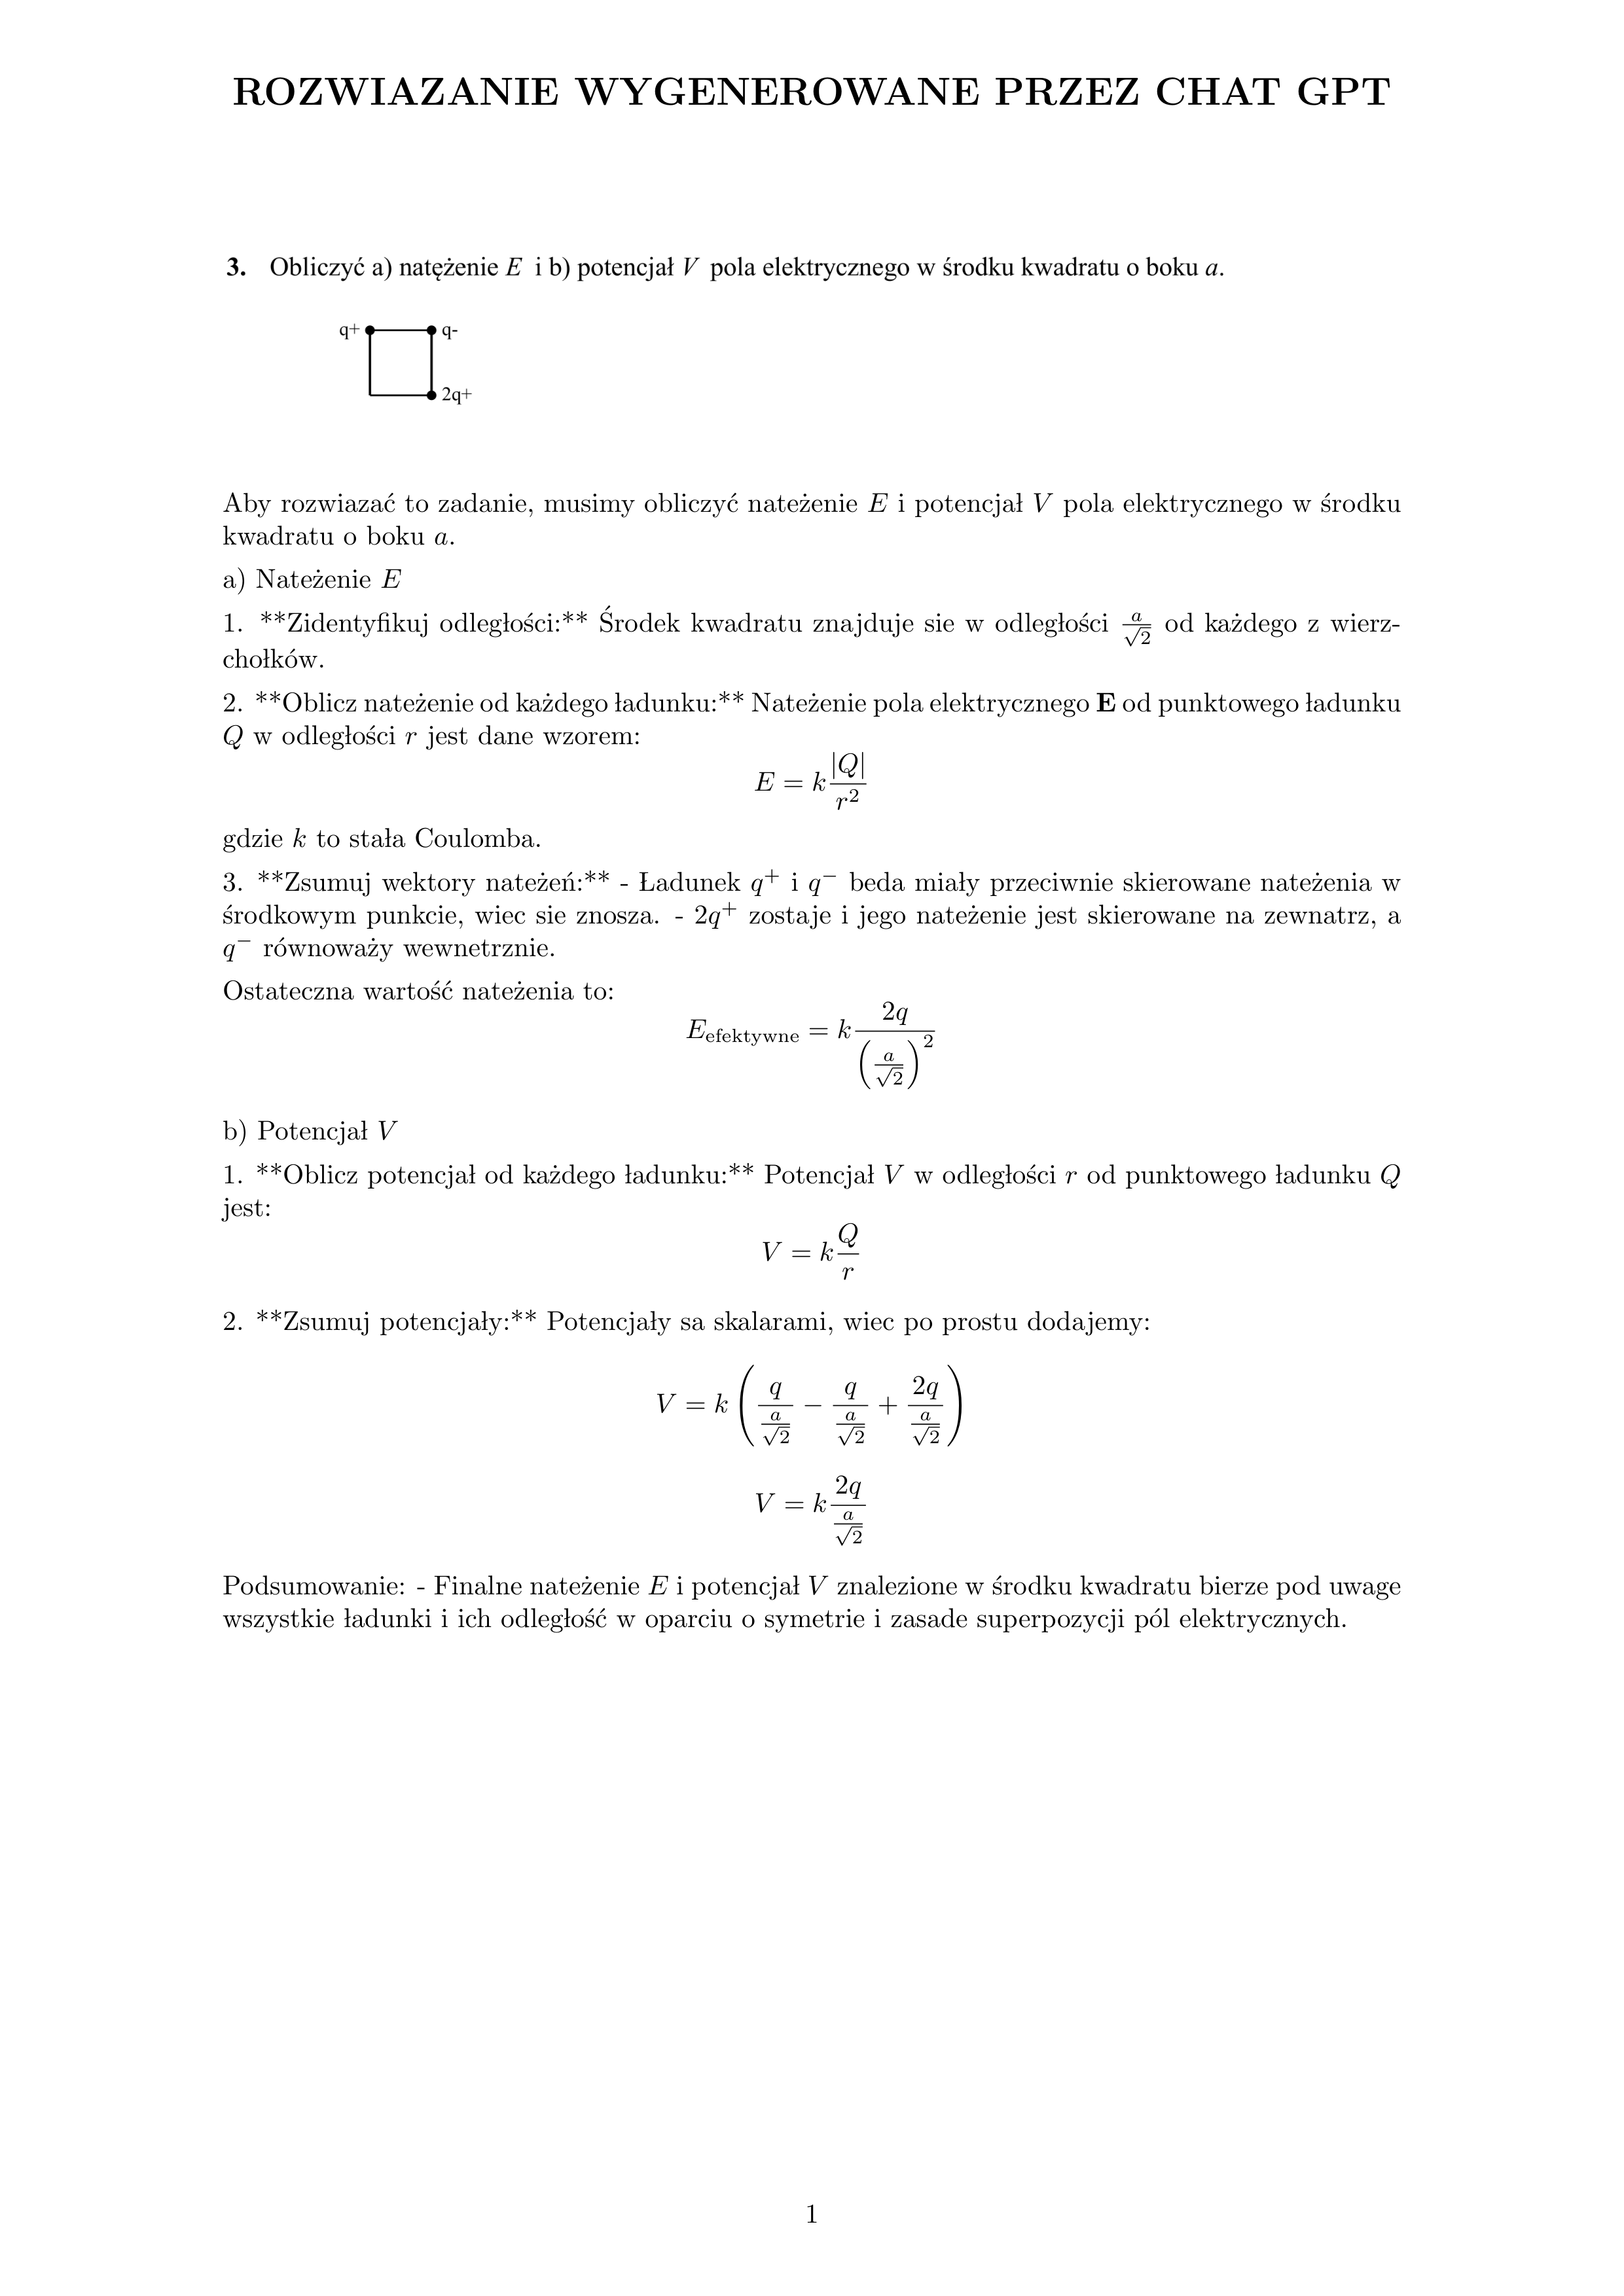 ROZWIAZANIE WYGENEROWANE PRZEZ CHAT GPT
3. Obliczyć a) natężenie E i b) potencjał V pola elektrycznego w środku kwadratu o boku a.
q+ q-
2q+
Aby rozwiazać to zadanie, musimy obliczyć nateżenie E i potencjał V pola elektrycznego w środku
kwadratu o boku a.
a) Nateżenie E
1. **Zidentyfikuj odległości:** Środek kwadratu znajduje sie w odległości \frac{a}{\sqrt{2}} od każdego z wierz-
chołków.
2. **Oblicz nateżenie od każdego ładunku:** Nateżenie pola elektrycznego E od punktowego ładunku
Q w odległości r jest dane wzorem:
E = k\frac{|Q|}{r^2}
gdzie k to stała Coulomba.
3. **Zsumuj wektory nateżeń:** - Ładunek q^+ i q^- beda miały przeciwnie skierowane nateżenia w
środkowym punkcie, wiec sie znosza. - 2q^+ zostaje i jego nateżenie jest skierowane na zewnatrz, a
q^- równoważy wewnetrznie.
Ostateczna wartość nateżenia to:
E_{efektywne} = k\frac{2q}{\left(\frac{a}{\sqrt{2}}\right)^2}
b) Potencjał V
1. **Oblicz potencjał od każdego ładunku:** Potencjał V w odległości r od punktowego ładunku Q
jest:
V = k\frac{Q}{r}
2. **Zsumuj potencjały:** Potencjały sa skalarami, wiec po prostu dodajemy:
V = k\left(\frac{q}{\frac{a}{\sqrt{2}}} - \frac{q}{\frac{a}{\sqrt{2}}} + \frac{2q}{\frac{a}{\sqrt{2}}}\right)
V = k\frac{2q}{\frac{a}{\sqrt{2}}}
Podsumowanie: - Finalne nateżenie E i potencjał V znalezione w środku kwadratu bierze pod uwage
wszystkie ładunki i ich odległość w oparciu o symetrie i zasade superpozycji pól elektrycznych.
1